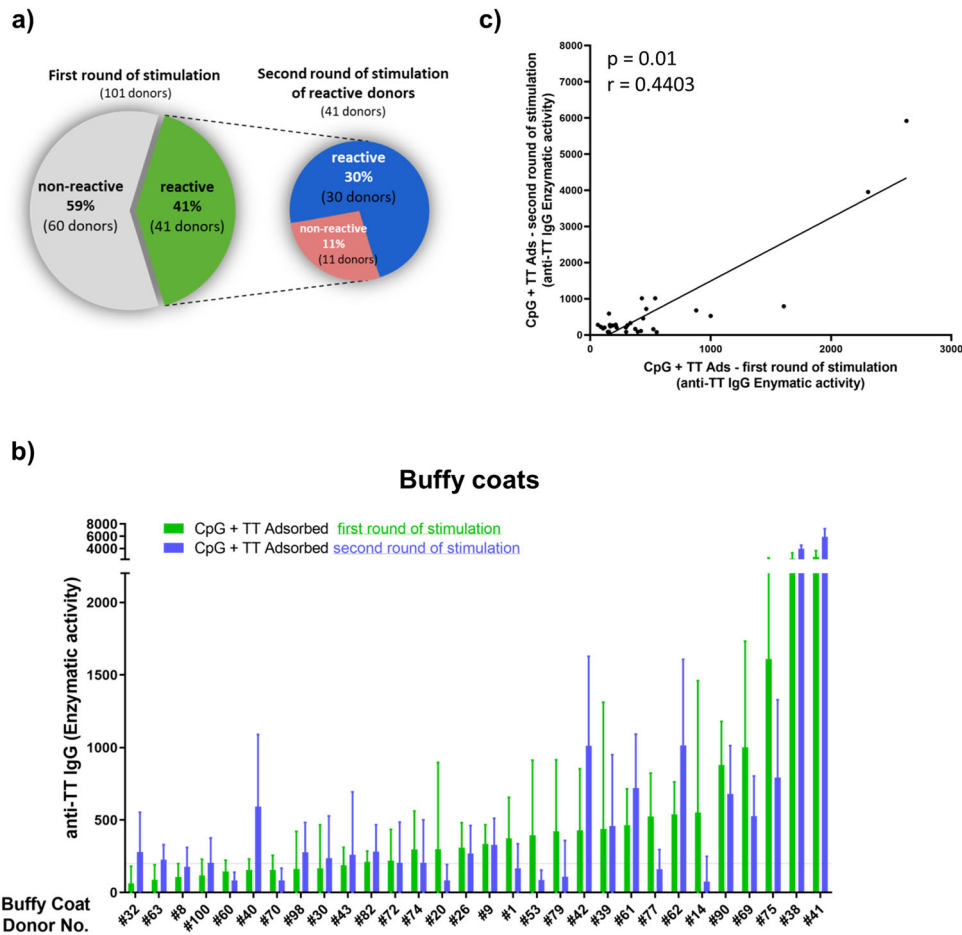 a)
First round of stimulation
(101 donors)
Second round of stimulation
of reactive donors
(41 donors)
non-reactive
59%
(60 donors)
reactive
41%
(41 donors)
reactive
30%
(30 donors)
non-reactive
11%
(11 donors)
c)
p = 0.01
r = 0.4403
CpG + TT Ads - second round of stimulation
(anti-TT IgG Enzymatic activity)
8000
7000
6000
5000
4000
3000
2000
1000
0
0 1000 2000 3000
CpG + TT Ads - first round of stimulation
(anti-TT IgG Enymatic activity)
b)
Buffy coats
CpG + TT Adsorbed first round of stimulation
CpG + TT Adsorbed second round of stimulation
anti-TT IgG (Enzymatic activity)
8000
6000
4000
2000
1500
1000
500
0
Buffy Coat
Donor No.
#32 #63 #8 #100 #60 #40 #70 #98 #30 #43 #82 #72 #74 #20 #26 #9 #1 #53 #79 #42 #39 #61 #77 #62 #14 #90 #69 #75 #38 #41